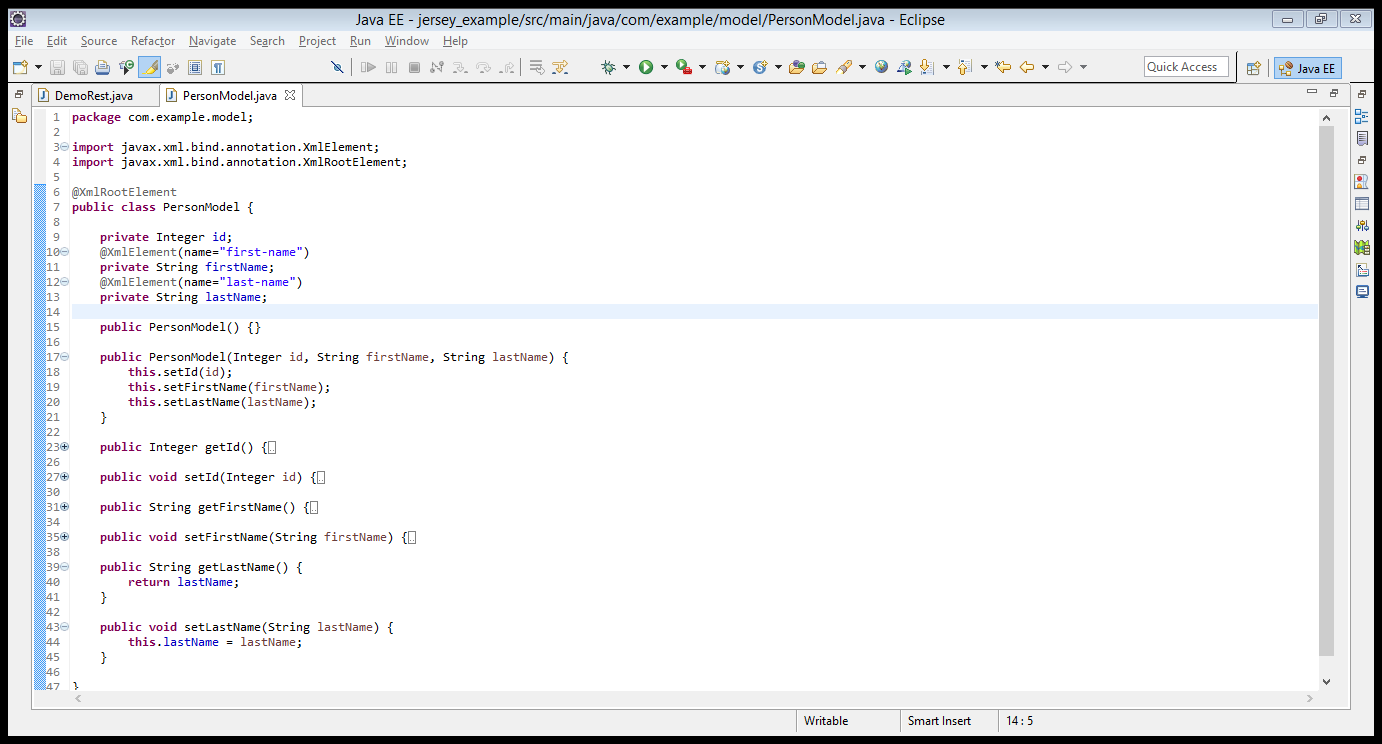 Java EE - jersey_example/src/main/java/com/example/model/PersonModel.java - Eclipse
File Edit Source Refactor Navigate Search Project Run Window Help
Quick Access Java EE
DemoRest.java PersonModel.java
1 package com.example.model;
2
3 import javax.xml.bind.annotation.XmlElement;
4 import javax.xml.bind.annotation.XmlRootElement;
5
6 @XmlRootElement
7 public class PersonModel {
8
9 private Integer id;
10 @XmlElement(name="first-name")
11 private String firstName;
12 @XmlElement(name="last-name")
13 private String lastName;
14
15 public PersonModel() {}
16
17 public PersonModel(Integer id, String firstName, String lastName) {
18 this.setId(id);
19 this.setFirstName(firstName);
20 this.setLastName(lastName);
21 }
22
23 public Integer getId() {
26
27 public void setId(Integer id) {
30
31 public String getFirstName() {
34
35 public void setFirstName(String firstName) {
38
39 public String getLastName() {
40 return lastName;
41 }
42
43 public void setLastName(String lastName) {
44 this.lastName = lastName;
45 }
46
47 }
Writable Smart Insert 14 : 5